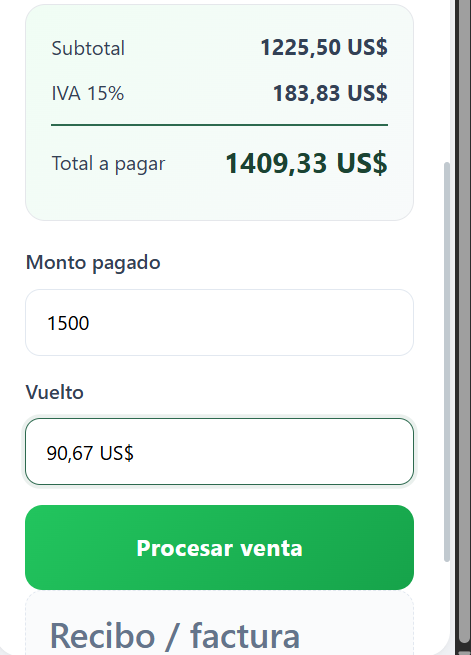 Subtotal 1225,50 US$
IVA 15% 183,83 US$
Total a pagar 1409,33 US$
Monto pagado
1500
Vuelto
90,67 US$
Procesar venta
Recibo / factura